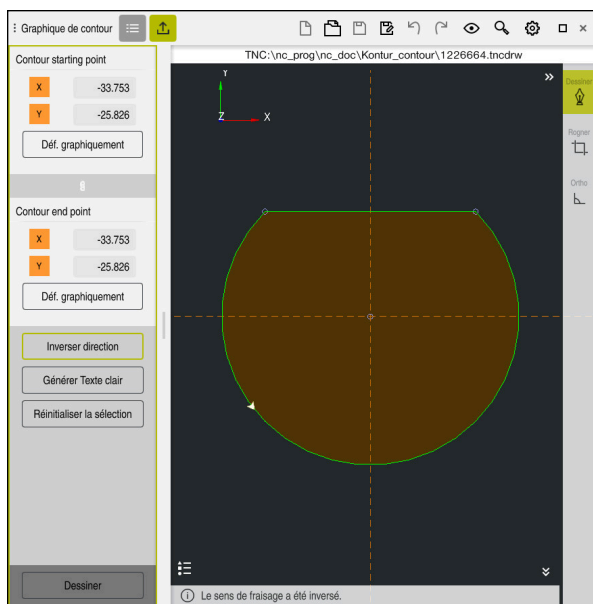 Graphique de contour
TNC:\nc_prog\nc_doc\Kontur_contour\1226664.tncdrw
Contour starting point
X -33.753
Y -25.826
Déf. graphiquement
Contour end point
X -33.753
Y -25.826
Déf. graphiquement
Inverser direction
Générer Texte clair
Réinitialiser la sélection
Dessiner
Y
Z
X
Dessiner
Rogner
Ortho
Le sens de fraisage a été inversé.